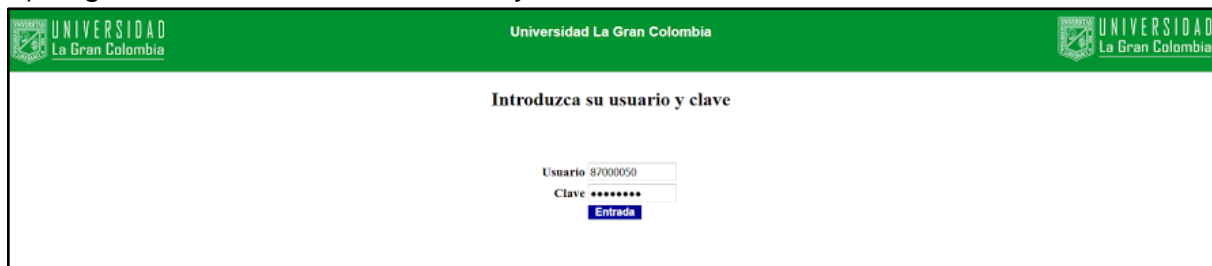 UNIVERSIDAD
La Gran Colombia
Universidad La Gran Colombia
UNIVERSIDAD
La Gran Colombia
Introduzca su usuario y clave
Usuario 87000050
Clave ••••••••
Entrada